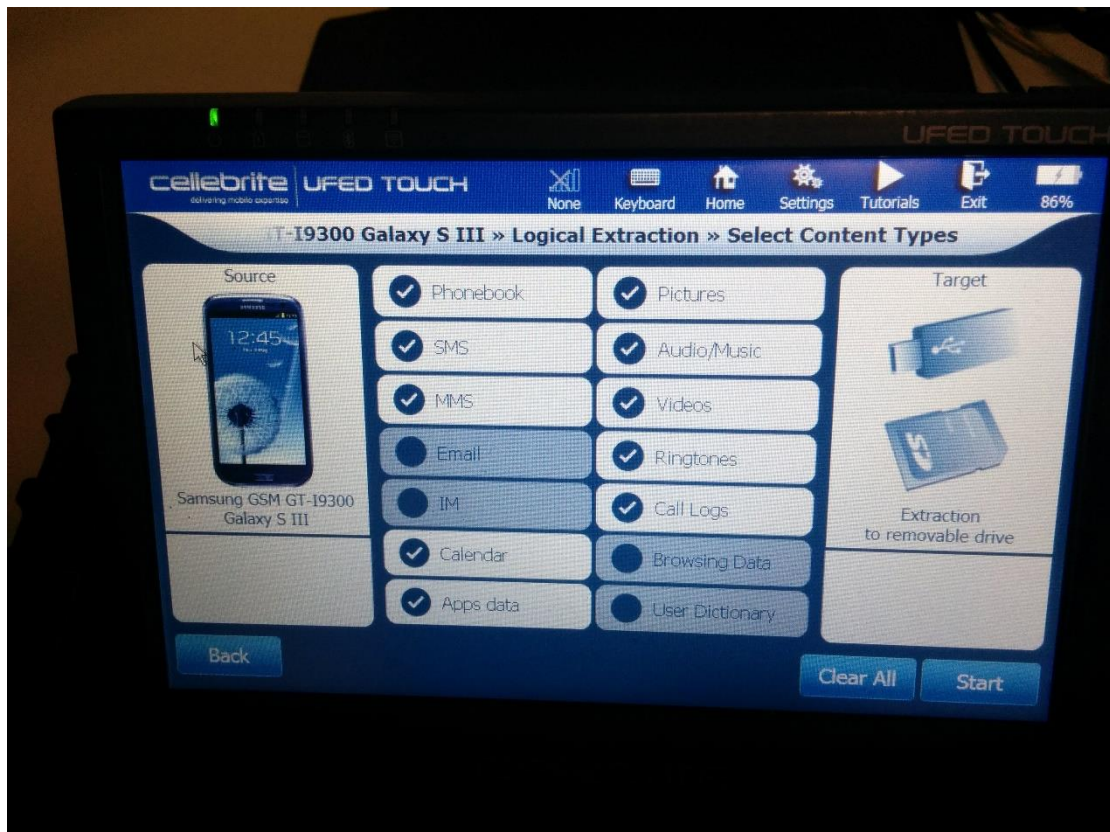 UFED TOUCH
cellebrite UFED TOUCH
delivering mobile expertise
None Keyboard Home Settings Tutorials Exit 86%
T-I9300 Galaxy S III » Logical Extraction » Select Content Types
Source
12:45
SAMSUNG
Samsung GSM GT-I9300
Galaxy S III
Phonebook
SMS
MMS
Email
IM
Calendar
Apps data
Pictures
Audio/Music
Videos
Ringtones
Call Logs
Browsing Data
User Dictionary
Target
Extraction
to removable drive
Back
Clear All
Start